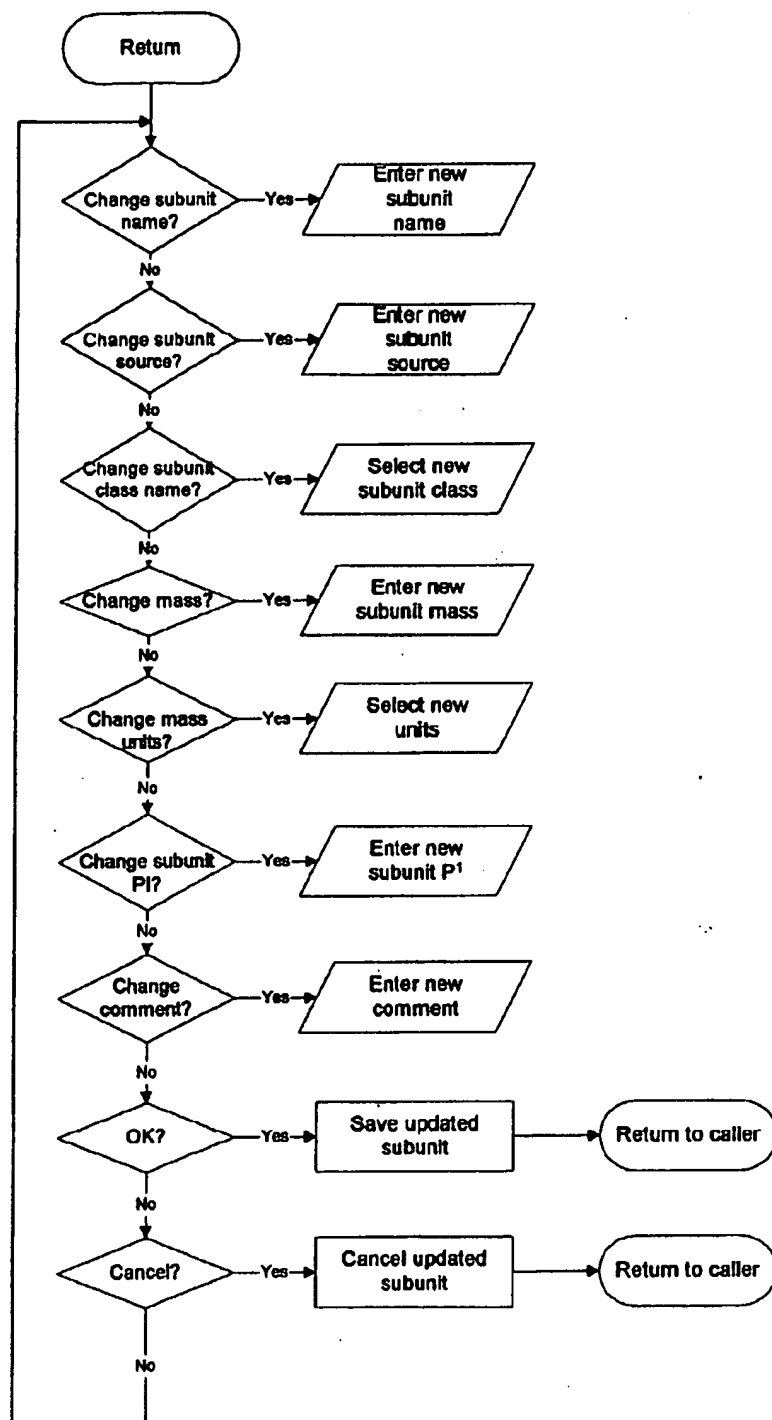 Return
Change subunit
name?
Yes
Enter new
subunit
name
No
Change subunit
source?
Yes
Enter new
subunit
source
No
Change subunit
class name?
Yes
Select new
subunit class
No
Change mass?
Yes
Enter new
subunit mass
No
Change mass
units?
Yes
Select new
units
No
Change subunit
PI?
Yes
Enter new
subunit P¹
No
Change
comment?
Yes
Enter new
comment
No
OK?
Yes
Save updated
subunit
Return to caller
No
Cancel?
Yes
Cancel updated
subunit
Return to caller
No